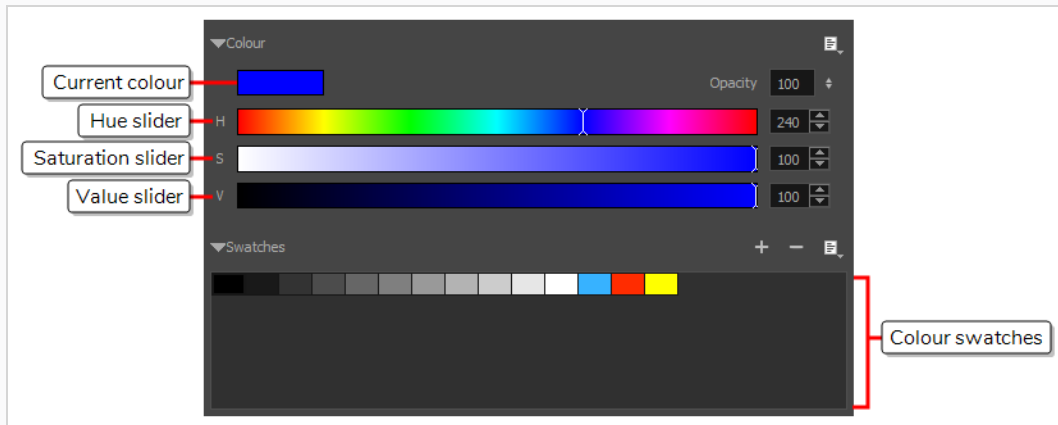 Colour
Current colour
Opacity 100
Hue slider
H 240
Saturation slider
S 100
Value slider
V 100
Swatches
Colour swatches